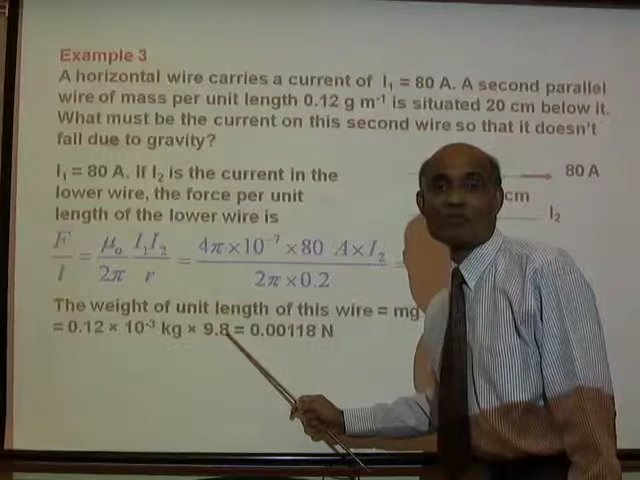 Example 3
A horizontal wire carries a current of I₁ = 80 A. A second parallel
wire of mass per unit length 0.12 g m⁻¹ is situated 20 cm below it.
What must be the current on this second wire so that it doesn't
fall due to gravity?
I₁ = 80 A. If I₂ is the current in the
lower wire, the force per unit
length of the lower wire is
80 A
cm
I₂
F/l = μ₀/2π I₁I₂/r = 4π×10⁻⁷×80 A×I₂/2π×0.2 =
The weight of unit length of this wire = mg
= 0.12 × 10⁻³ kg × 9.8 = 0.00118 N